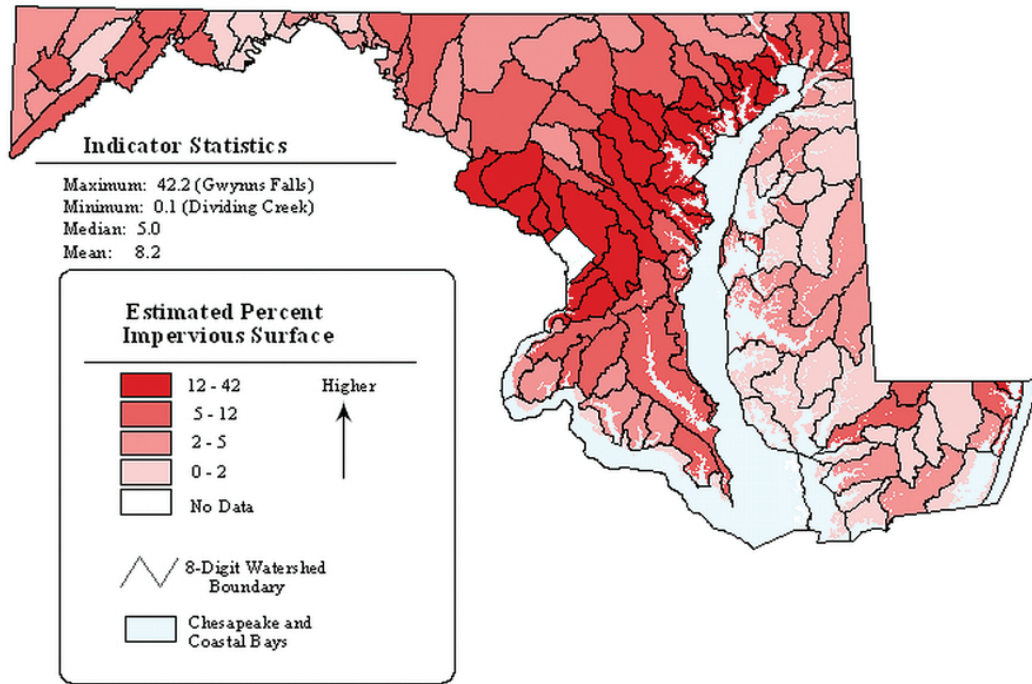 Indicator Statistics
Maximum: 42.2 (Gwynns Falls)
Minimum: 0.1 (Dividing Creek)
Median: 5.0
Mean: 8.2
Estimated Percent
Impervious Surface
12 - 42
5 - 12
2 - 5
0 - 2
No Data
Higher
8-Digit Watershed
Boundary
Chesapeake and
Coastal Bays